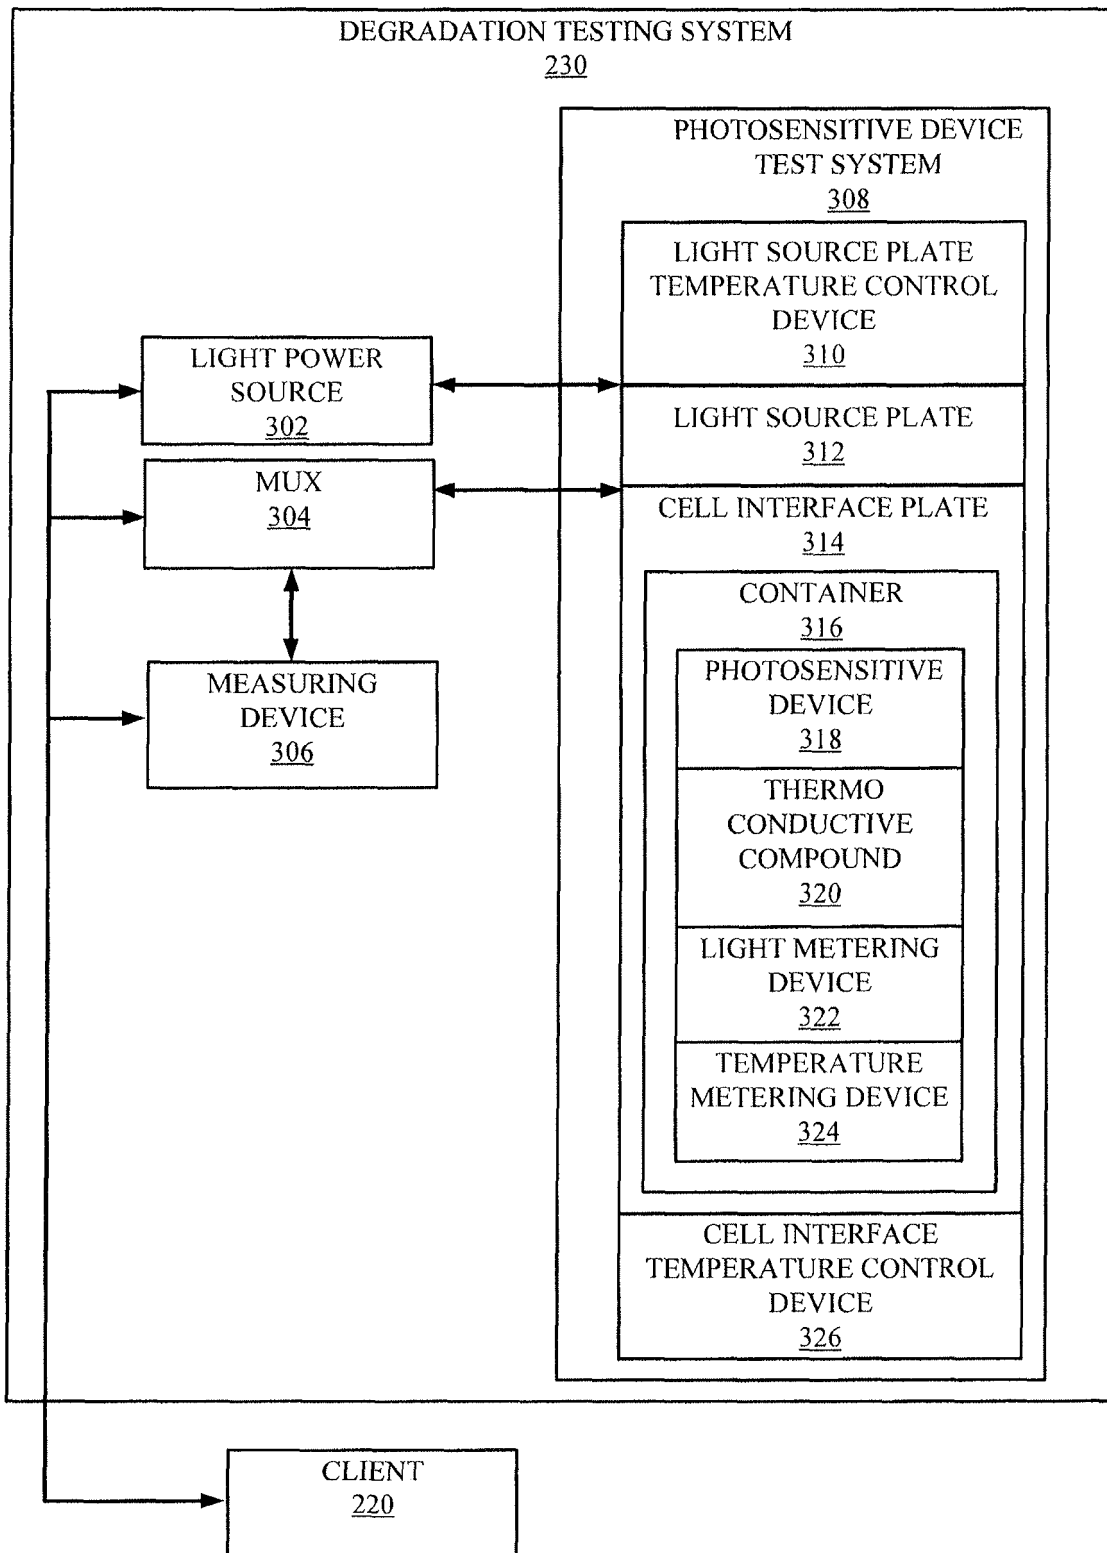 DEGRADATION TESTING SYSTEM
230
PHOTOSENSITIVE DEVICE
TEST SYSTEM
308
LIGHT SOURCE PLATE
TEMPERATURE CONTROL
DEVICE
310
LIGHT POWER
SOURCE
302
LIGHT SOURCE PLATE
312
MUX
304
CELL INTERFACE PLATE
314
CONTAINER
316
MEASURING
DEVICE
306
PHOTOSENSITIVE
DEVICE
318
THERMO
CONDUCTIVE
COMPOUND
320
LIGHT METERING
DEVICE
322
TEMPERATURE
METERING DEVICE
324
CELL INTERFACE
TEMPERATURE CONTROL
DEVICE
326
CLIENT
220